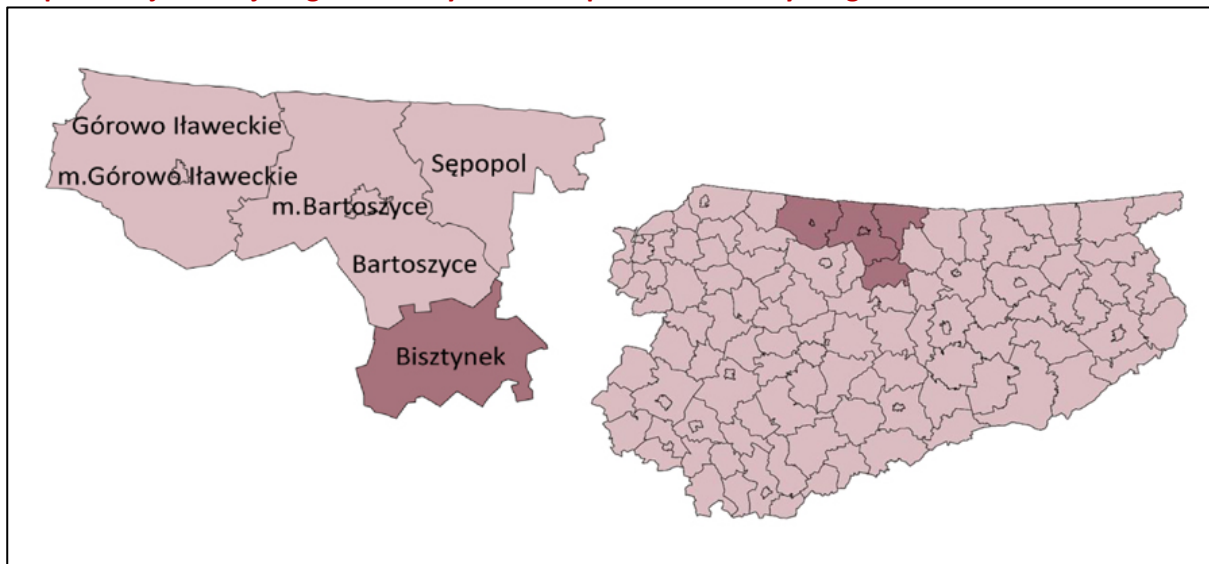 Górowo Iławeckie
m.Górowo Iławeckie
Sępopol
m.Bartoszyce
Bartoszyce
Bisztynek